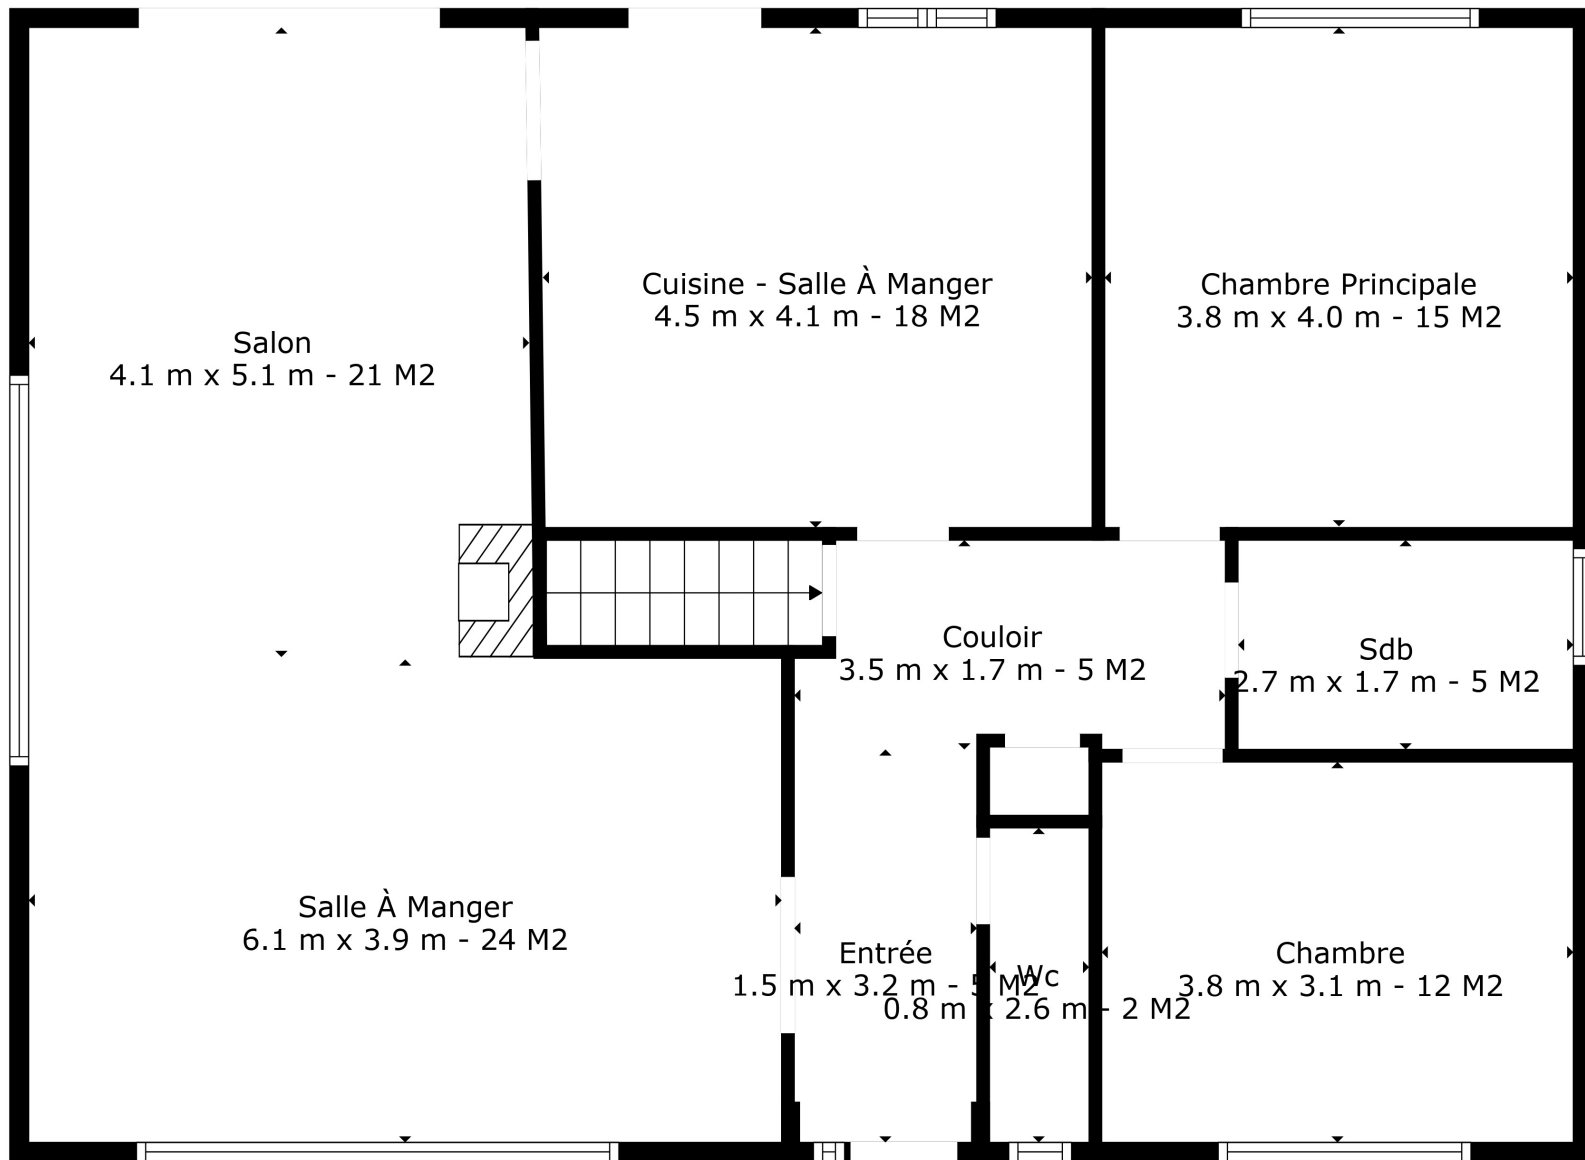 Cuisine - Salle À Manger
4.5 m x 4.1 m - 18 M2
Chambre Principale
3.8 m x 4.0 m - 15 M2
Salon
4.1 m x 5.1 m - 21 M2
Couloir
3.5 m x 1.7 m - 5 M2
Sdb
2.7 m x 1.7 m - 5 M2
Salle À Manger
6.1 m x 3.9 m - 24 M2
Entrée
1.5 m x 3.2 m - 5 M2
Wc
0.8 m x 2.6 m - 2 M2
Chambre
3.8 m x 3.1 m - 12 M2